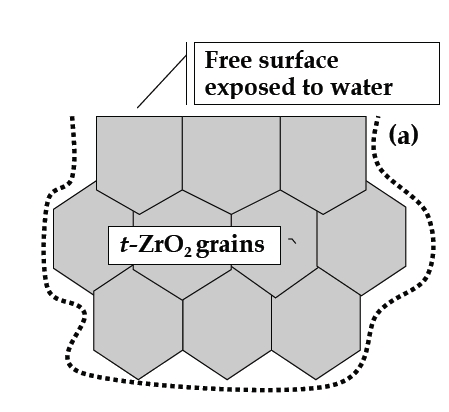 Free surface
exposed to water
(a)
t-ZrO₂ grains